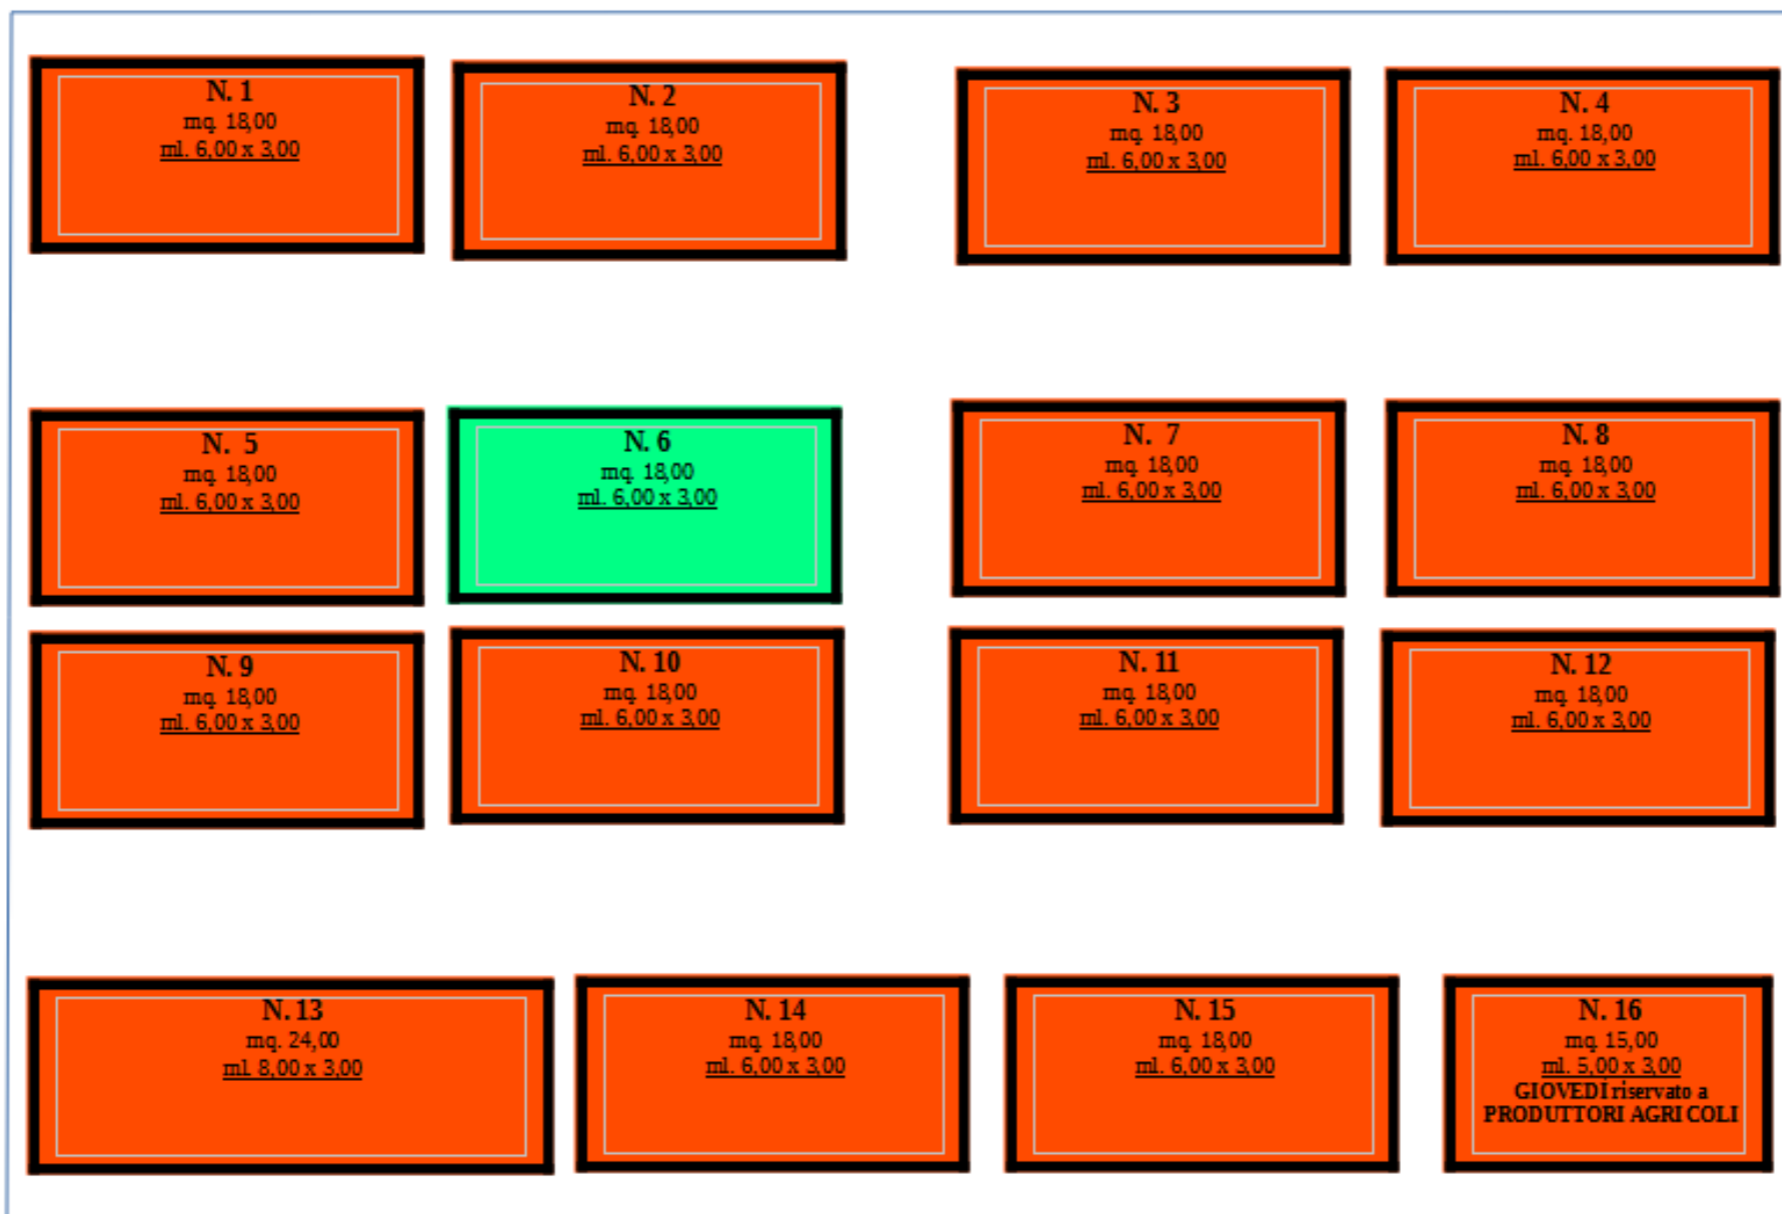 N. 1
mq. 18,00
ml. 6,00 x 3,00
N. 2
mq. 18,00
ml. 6,00 x 3,00
N. 3
mq. 18,00
ml. 6,00 x 3,00
N. 4
mq. 18,00
ml. 6,00 x 3,00
N. 5
mq. 18,00
ml. 6,00 x 3,00
N. 6
mq. 18,00
ml. 6,00 x 3,00
N. 7
mq. 18,00
ml. 6,00 x 3,00
N. 8
mq. 18,00
ml. 6,00 x 3,00
N. 9
mq. 18,00
ml. 6,00 x 3,00
N. 10
mq. 18,00
ml. 6,00 x 3,00
N. 11
mq. 18,00
ml. 6,00 x 3,00
N. 12
mq. 18,00
ml. 6,00 x 3,00
N. 13
mq. 24,00
ml. 8,00 x 3,00
N. 14
mq. 18,00
ml. 6,00 x 3,00
N. 15
mq. 18,00
ml. 6,00 x 3,00
N. 16
mq. 15,00
ml. 5,00 x 3,00
GIOVEDÌ riservato a
PRODUTTORI AGRICOLI